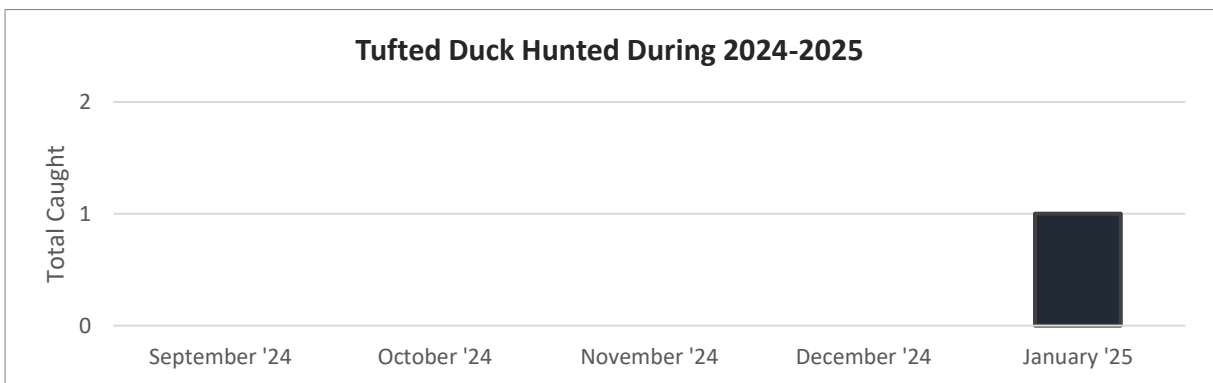 Tufted Duck Hunted During 2024-2025
Total Caught
2
1
0
September '24
October '24
November '24
December '24
January '25